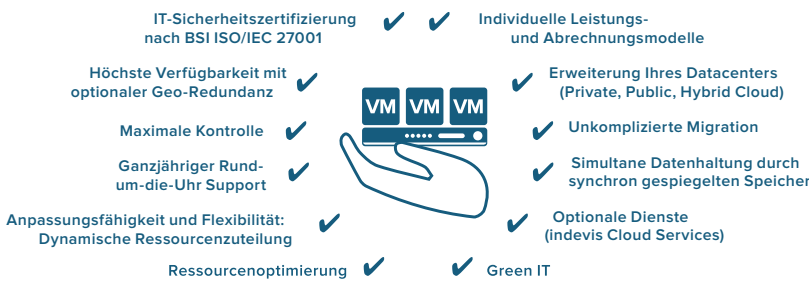 IT-Sicherheitszertifizierung
nach BSI ISO/IEC 27001
Höchste Verfügbarkeit mit
optionaler Geo-Redundanz
Maximale Kontrolle
Ganzjähriger Rund-
um-die-Uhr Support
Anpassungsfähigkeit und Flexibilität:
Dynamische Ressourcenzuteilung
Ressourcenoptimierung
VM VM VM
Individuelle Leistungs-
und Abrechnungsmodelle
Erweiterung Ihres Datacenters
(Private, Public, Hybrid Cloud)
Unkomplizierte Migration
Simultane Datenhaltung durch
synchron gespiegelten Speicher
Optionale Dienste
(indevis Cloud Services)
Green IT